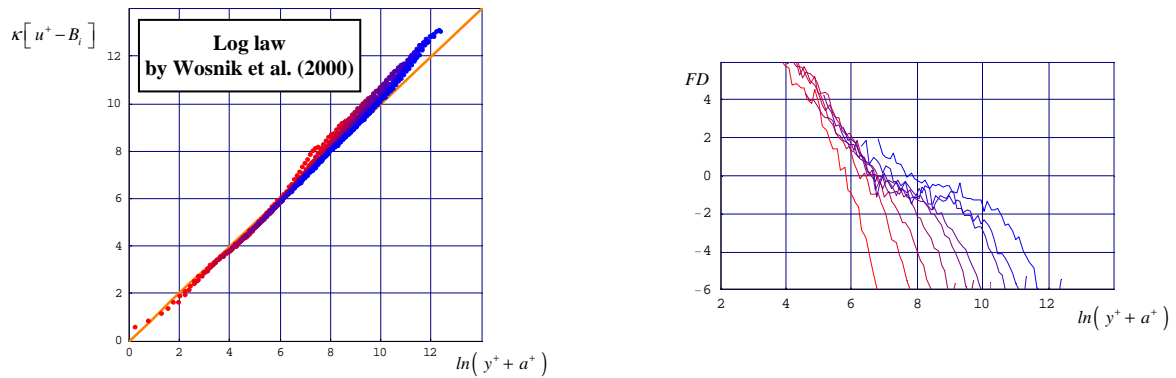 κ[ u⁺ − Bᵢ ]
Log law
by Wosnik et al. (2000)
12
10
8
6
4
2
0
0 2 4 6 8 10 12
ln( y⁺ + a⁺ )
FD
4
2
0
−2
−4
−6
2 4 6 8 10 12
ln( y⁺ + a⁺ )